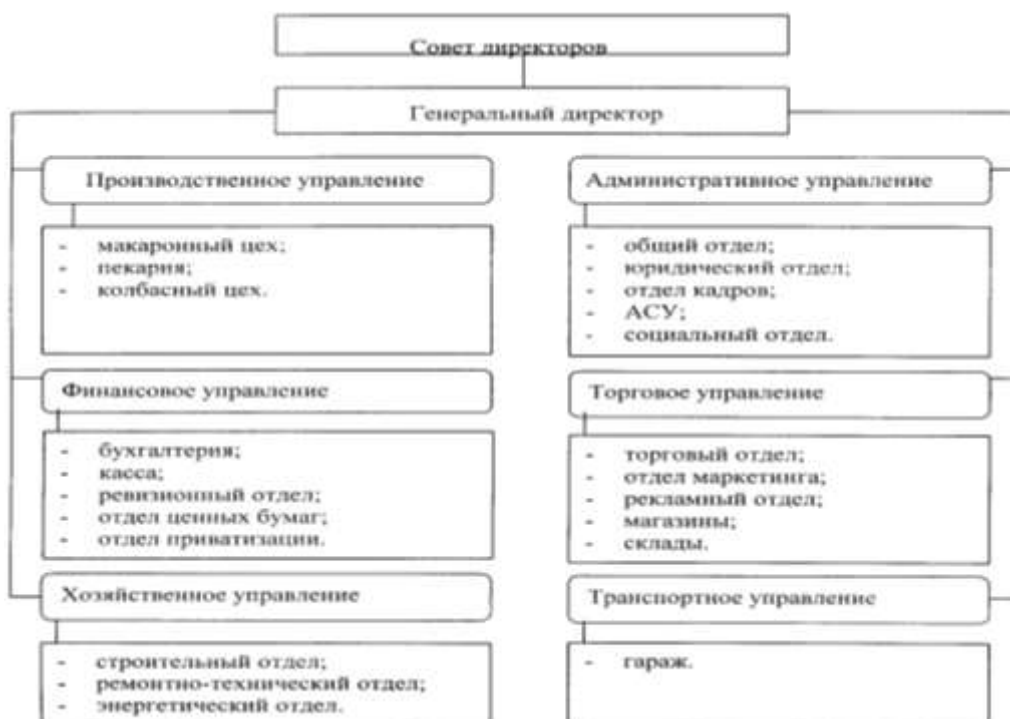 Совет директоров
Генеральный директор
Производственное управление
- макаронный цех;
- пекария;
- колбасный цех.
Административное управление
- общий отдел;
- юридический отдел;
- отдел кадров;
- АСУ;
- социальный отдел.
Финансовое управление
- бухгалтерия;
- касса;
- ревизионный отдел;
- отдел ценных бумаг;
- отдел приватизации.
Торговое управление
- торговый отдел;
- отдел маркетинга;
- рекламный отдел;
- магазины;
- склады.
Хозяйственное управление
- строительный отдел;
- ремонтно-технический отдел;
- энергетический отдел.
Транспортное управление
- гараж.